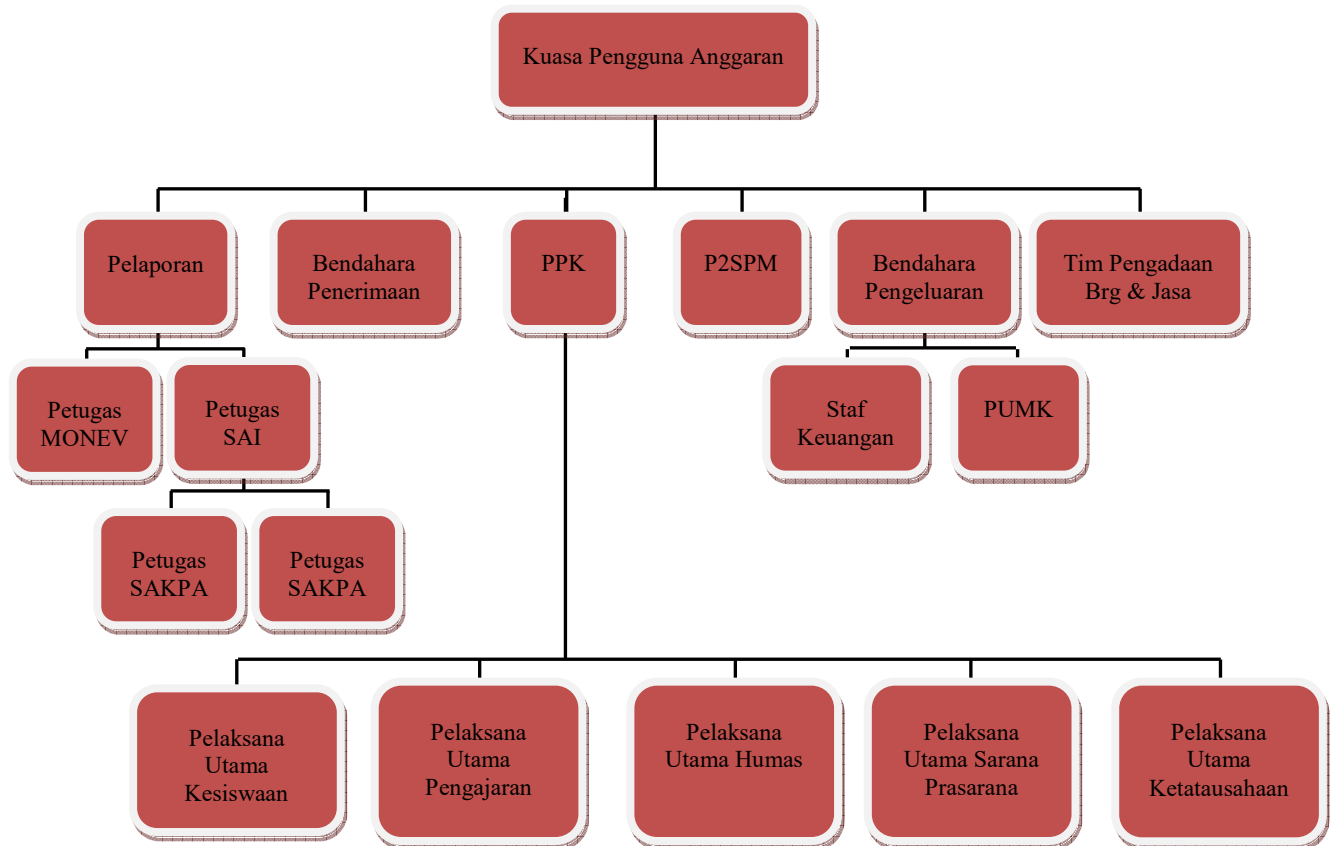 Kuasa Pengguna Anggaran
Pelaporan
Bendahara
Penerimaan
PPK
P2SPM
Bendahara
Pengeluaran
Tim Pengadaan
Brg & Jasa
Petugas
MONEV
Petugas
SAI
Staf
Keuangan
PUMK
Petugas
SAKPA
Petugas
SAKPA
Pelaksana
Utama
Kesiswaan
Pelaksana
Utama
Pengajaran
Pelaksana
Utama Humas
Pelaksana
Utama Sarana
Prasarana
Pelaksana
Utama
Ketatausahaan